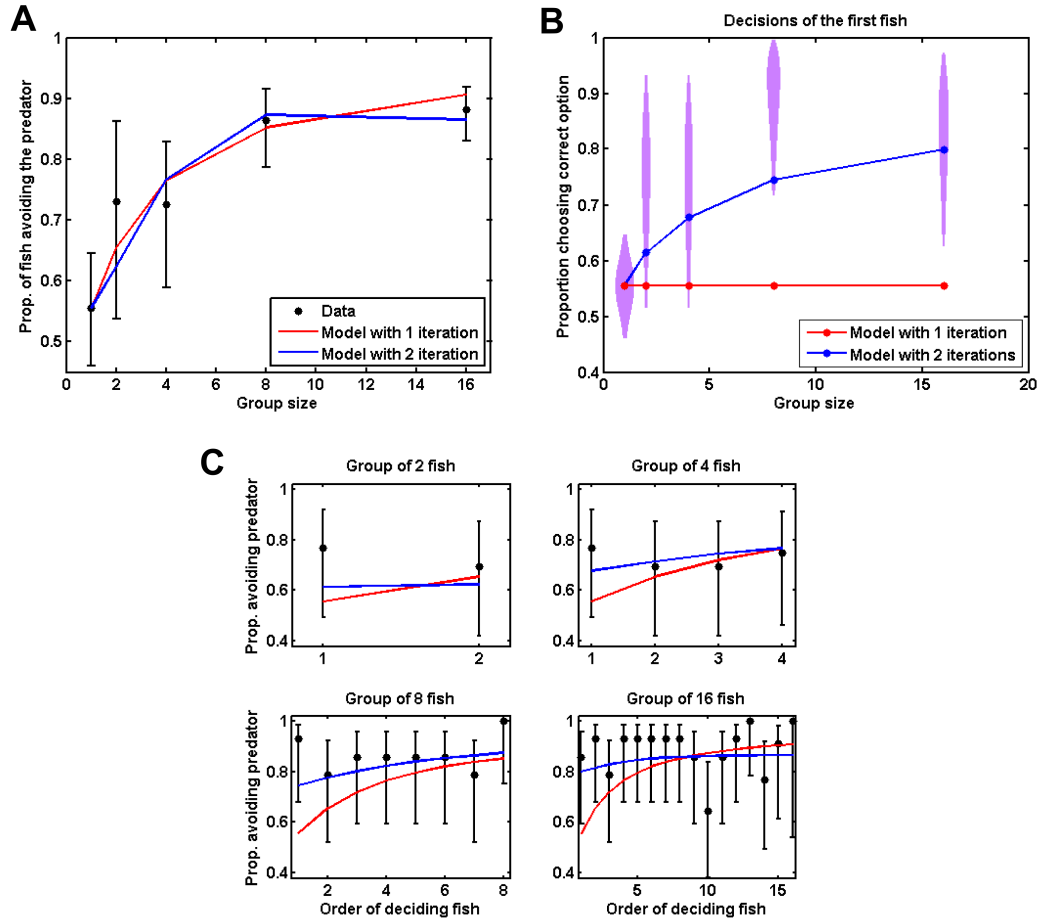 A
Prop. of fish avoiding the predator
1
0.9
0.8
0.7
0.6
0.5
0 2 4 6 8 10 12 14 16
Group size
Data
Model with 1 iteration
Model with 2 iteration
B
Decisions of the first fish
Proportion choosing correct option
1
0.9
0.8
0.7
0.6
0.5
0.4
0 5 10 15 20
Group size
Model with 1 iteration
Model with 2 iterations
C
Group of 2 fish
Prop. avoiding predator
1
0.8
0.6
0.4
1 2
Group of 4 fish
1
0.8
0.6
0.4
1 2 3 4
Group of 8 fish
Prop. avoiding predator
1
0.8
0.6
0.4
2 4 6 8
Order of deciding fish
Group of 16 fish
1
0.8
0.6
0.4
5 10 15
Order of deciding fish